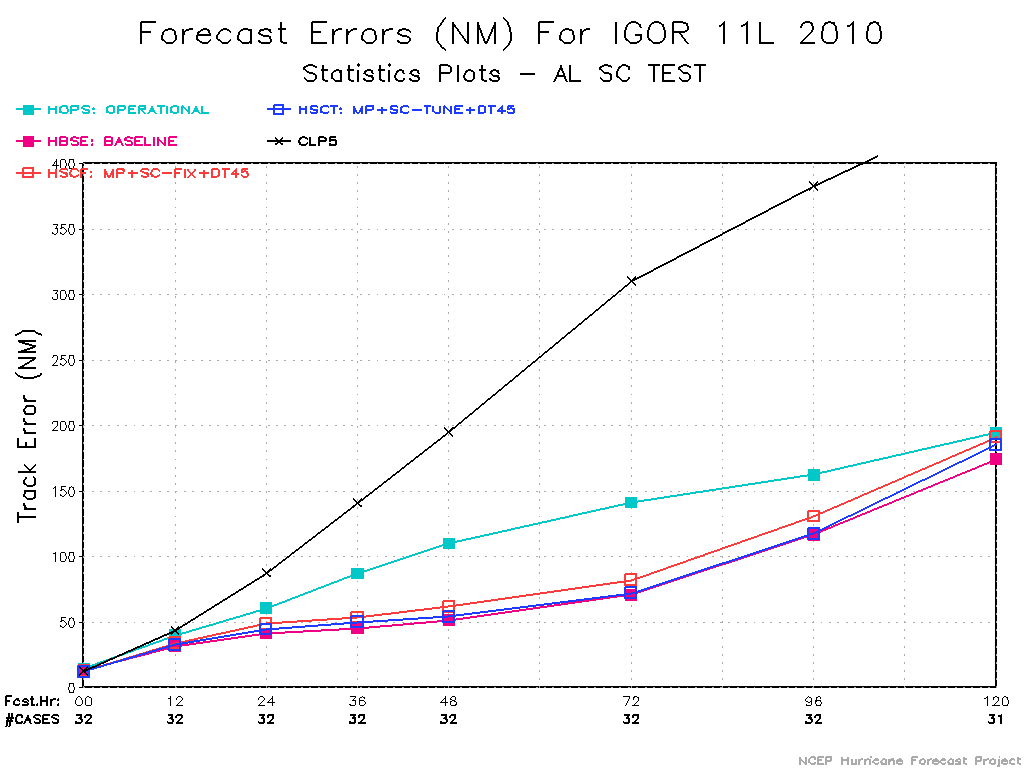 Forecast Errors (NM) For IGOR 11L 2010
Statistics Plots - AL SC TEST
HOPS: OPERATIONAL
HSCT: MP+SC-TUNE+DT45
HBSE: BASELINE
CLP5
HSCF: MP+SC-FIX+DT45
400
350
300
250
200
150
100
50
0
Track Error (NM)
Fcst.Hr: 00 12 24 36 48 72 96 120
#CASES 32 32 32 32 32 32 32 31
NCEP Hurricane Forecast Project